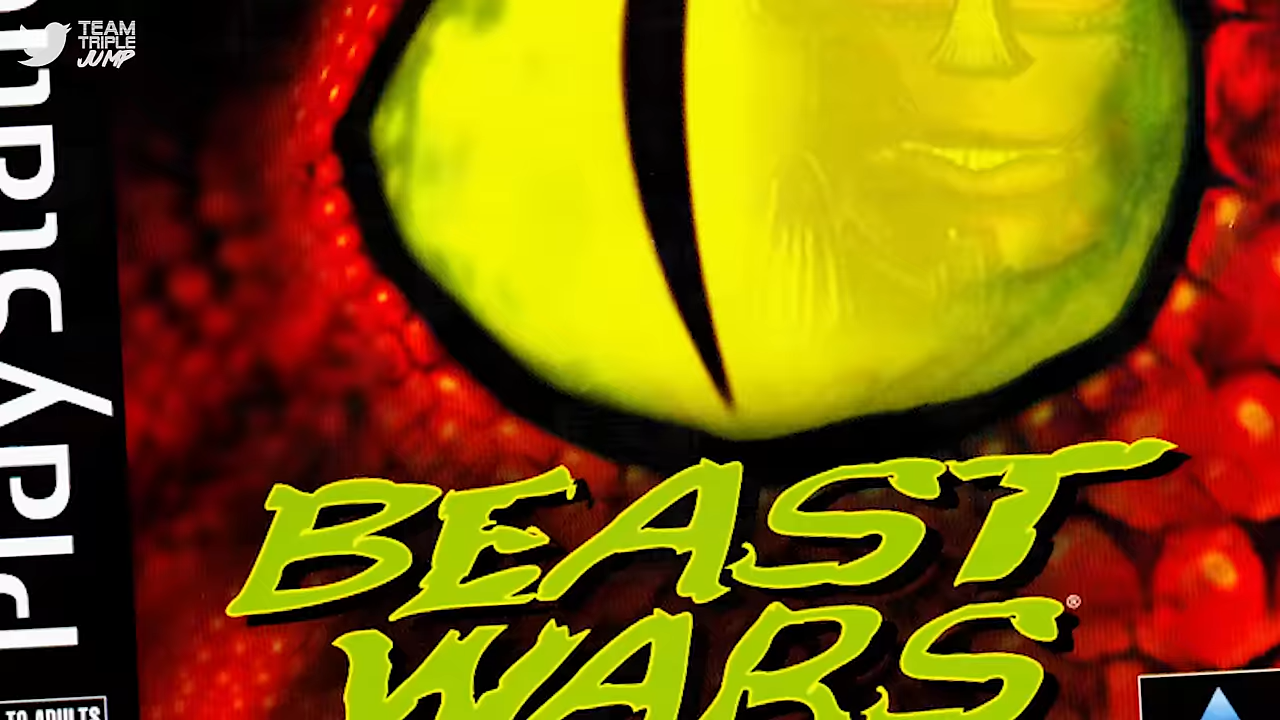 TEAM
TRIPLE
JUMP
PlayStation
BEAST
WARS®
TO ADULTS